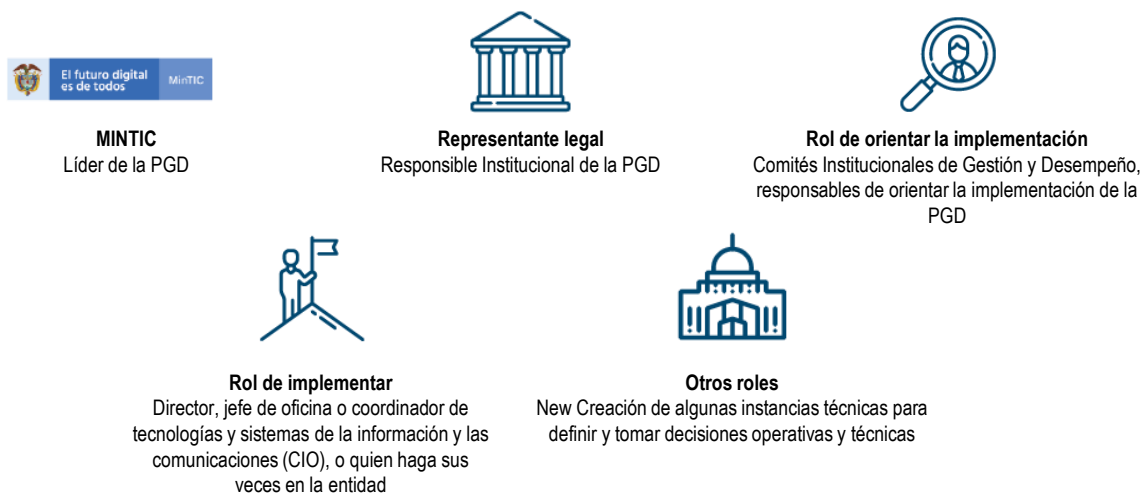 El futuro digital
es de todos
MinTIC
MINTIC
Líder de la PGD
Representante legal
Responsible Institucional de la PGD
Rol de orientar la implementación
Comités Institucionales de Gestión y Desempeño,
responsables de orientar la implementación de la
PGD
Rol de implementar
Director, jefe de oficina o coordinador de
tecnologías y sistemas de la información y las
comunicaciones (CIO), o quien haga sus
veces en la entidad
Otros roles
New Creación de algunas instancias técnicas para
definir y tomar decisiones operativas y técnicas